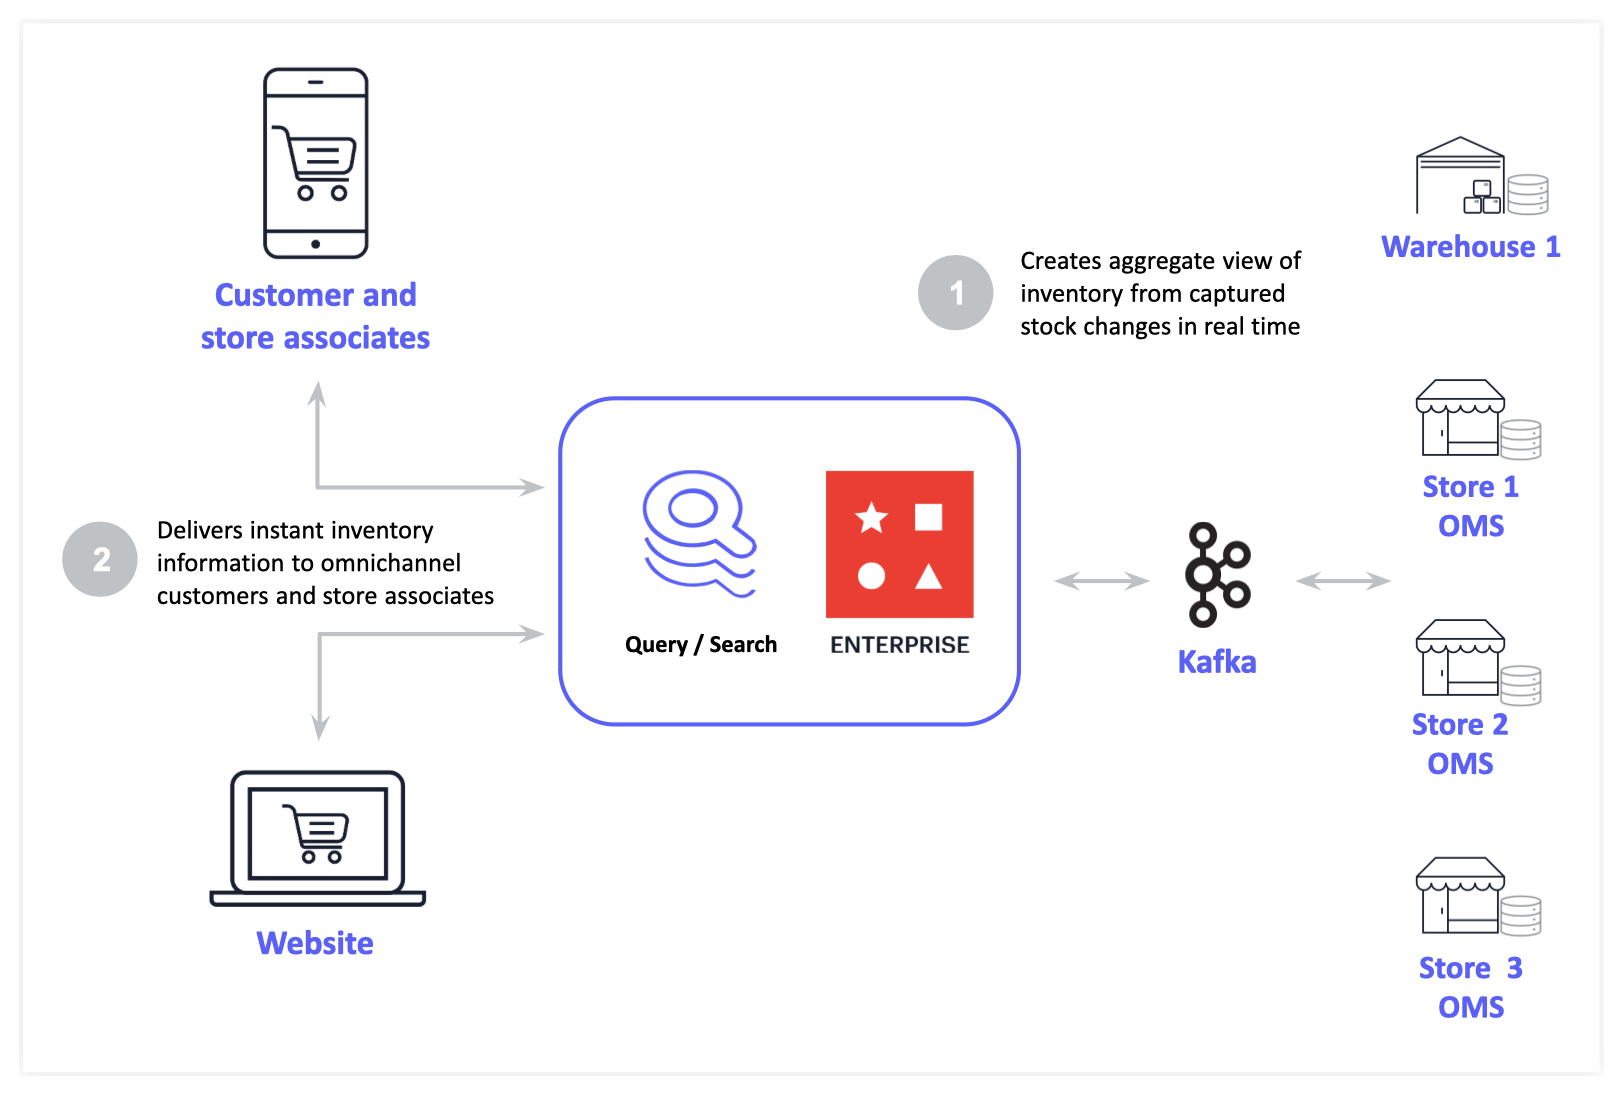 Customer and
store associates
1
Creates aggregate view of
inventory from captured
stock changes in real time
Warehouse 1
Store 1
OMS
2
Delivers instant inventory
information to omnichannel
customers and store associates
Query / Search
ENTERPRISE
Kafka
Store 2
OMS
Website
Store 3
OMS